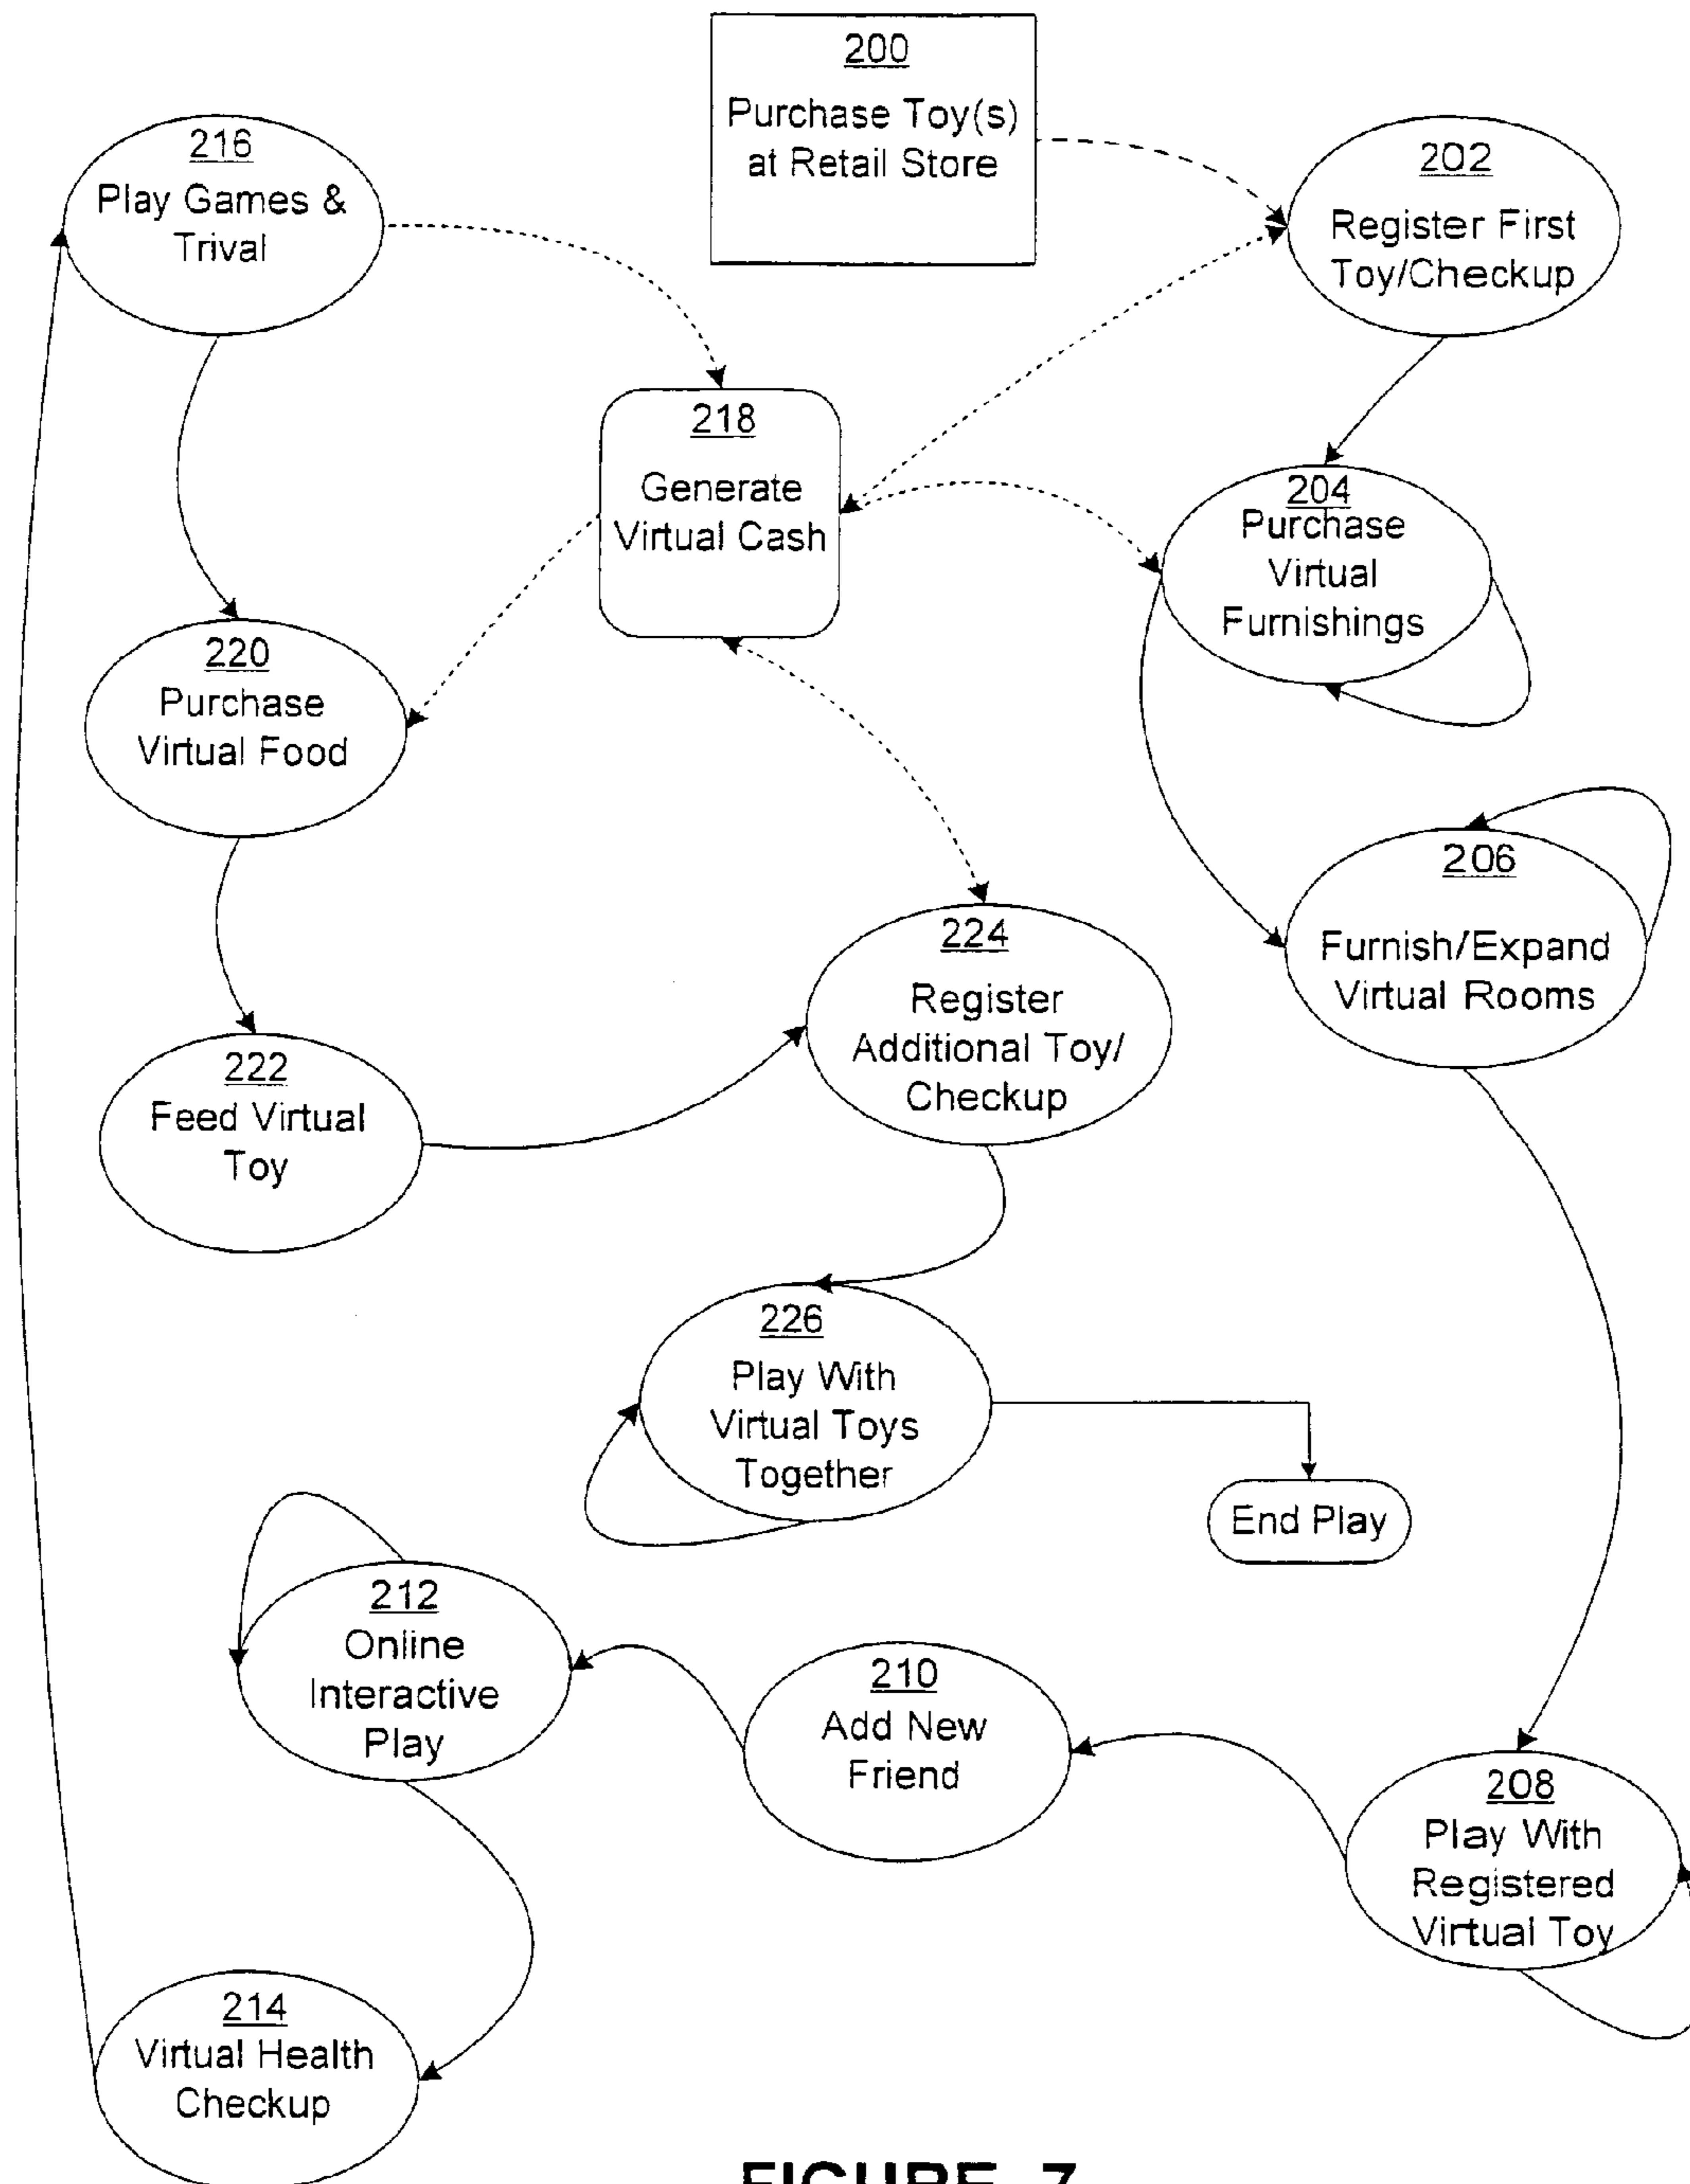 200
Purchase Toy(s)
at Retail Store
216
Play Games &
Trival
202
Register First
Toy/Checkup
218
Generate
Virtual Cash
204
Purchase
Virtual
Furnishings
220
Purchase
Virtual Food
206
Furnish/Expand
Virtual Rooms
224
Register
Additional Toy/
Checkup
222
Feed Virtual
Toy
226
Play With
Virtual Toys
Together
End Play
212
Online
Interactive
Play
210
Add New
Friend
208
Play With
Registered
Virtual Toy
214
Virtual Health
Checkup
FIGURE 7